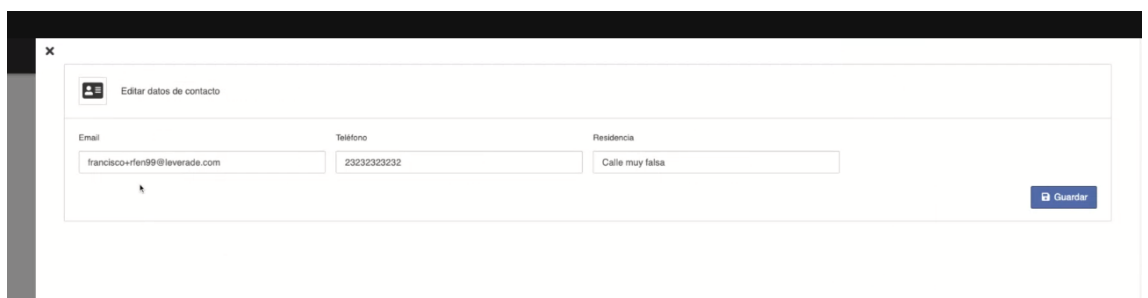 Editar datos de contacto
Email Teléfono Residencia
francisco+rfen99@leverade.com 23232323232 Calle muy falsa
Guardar